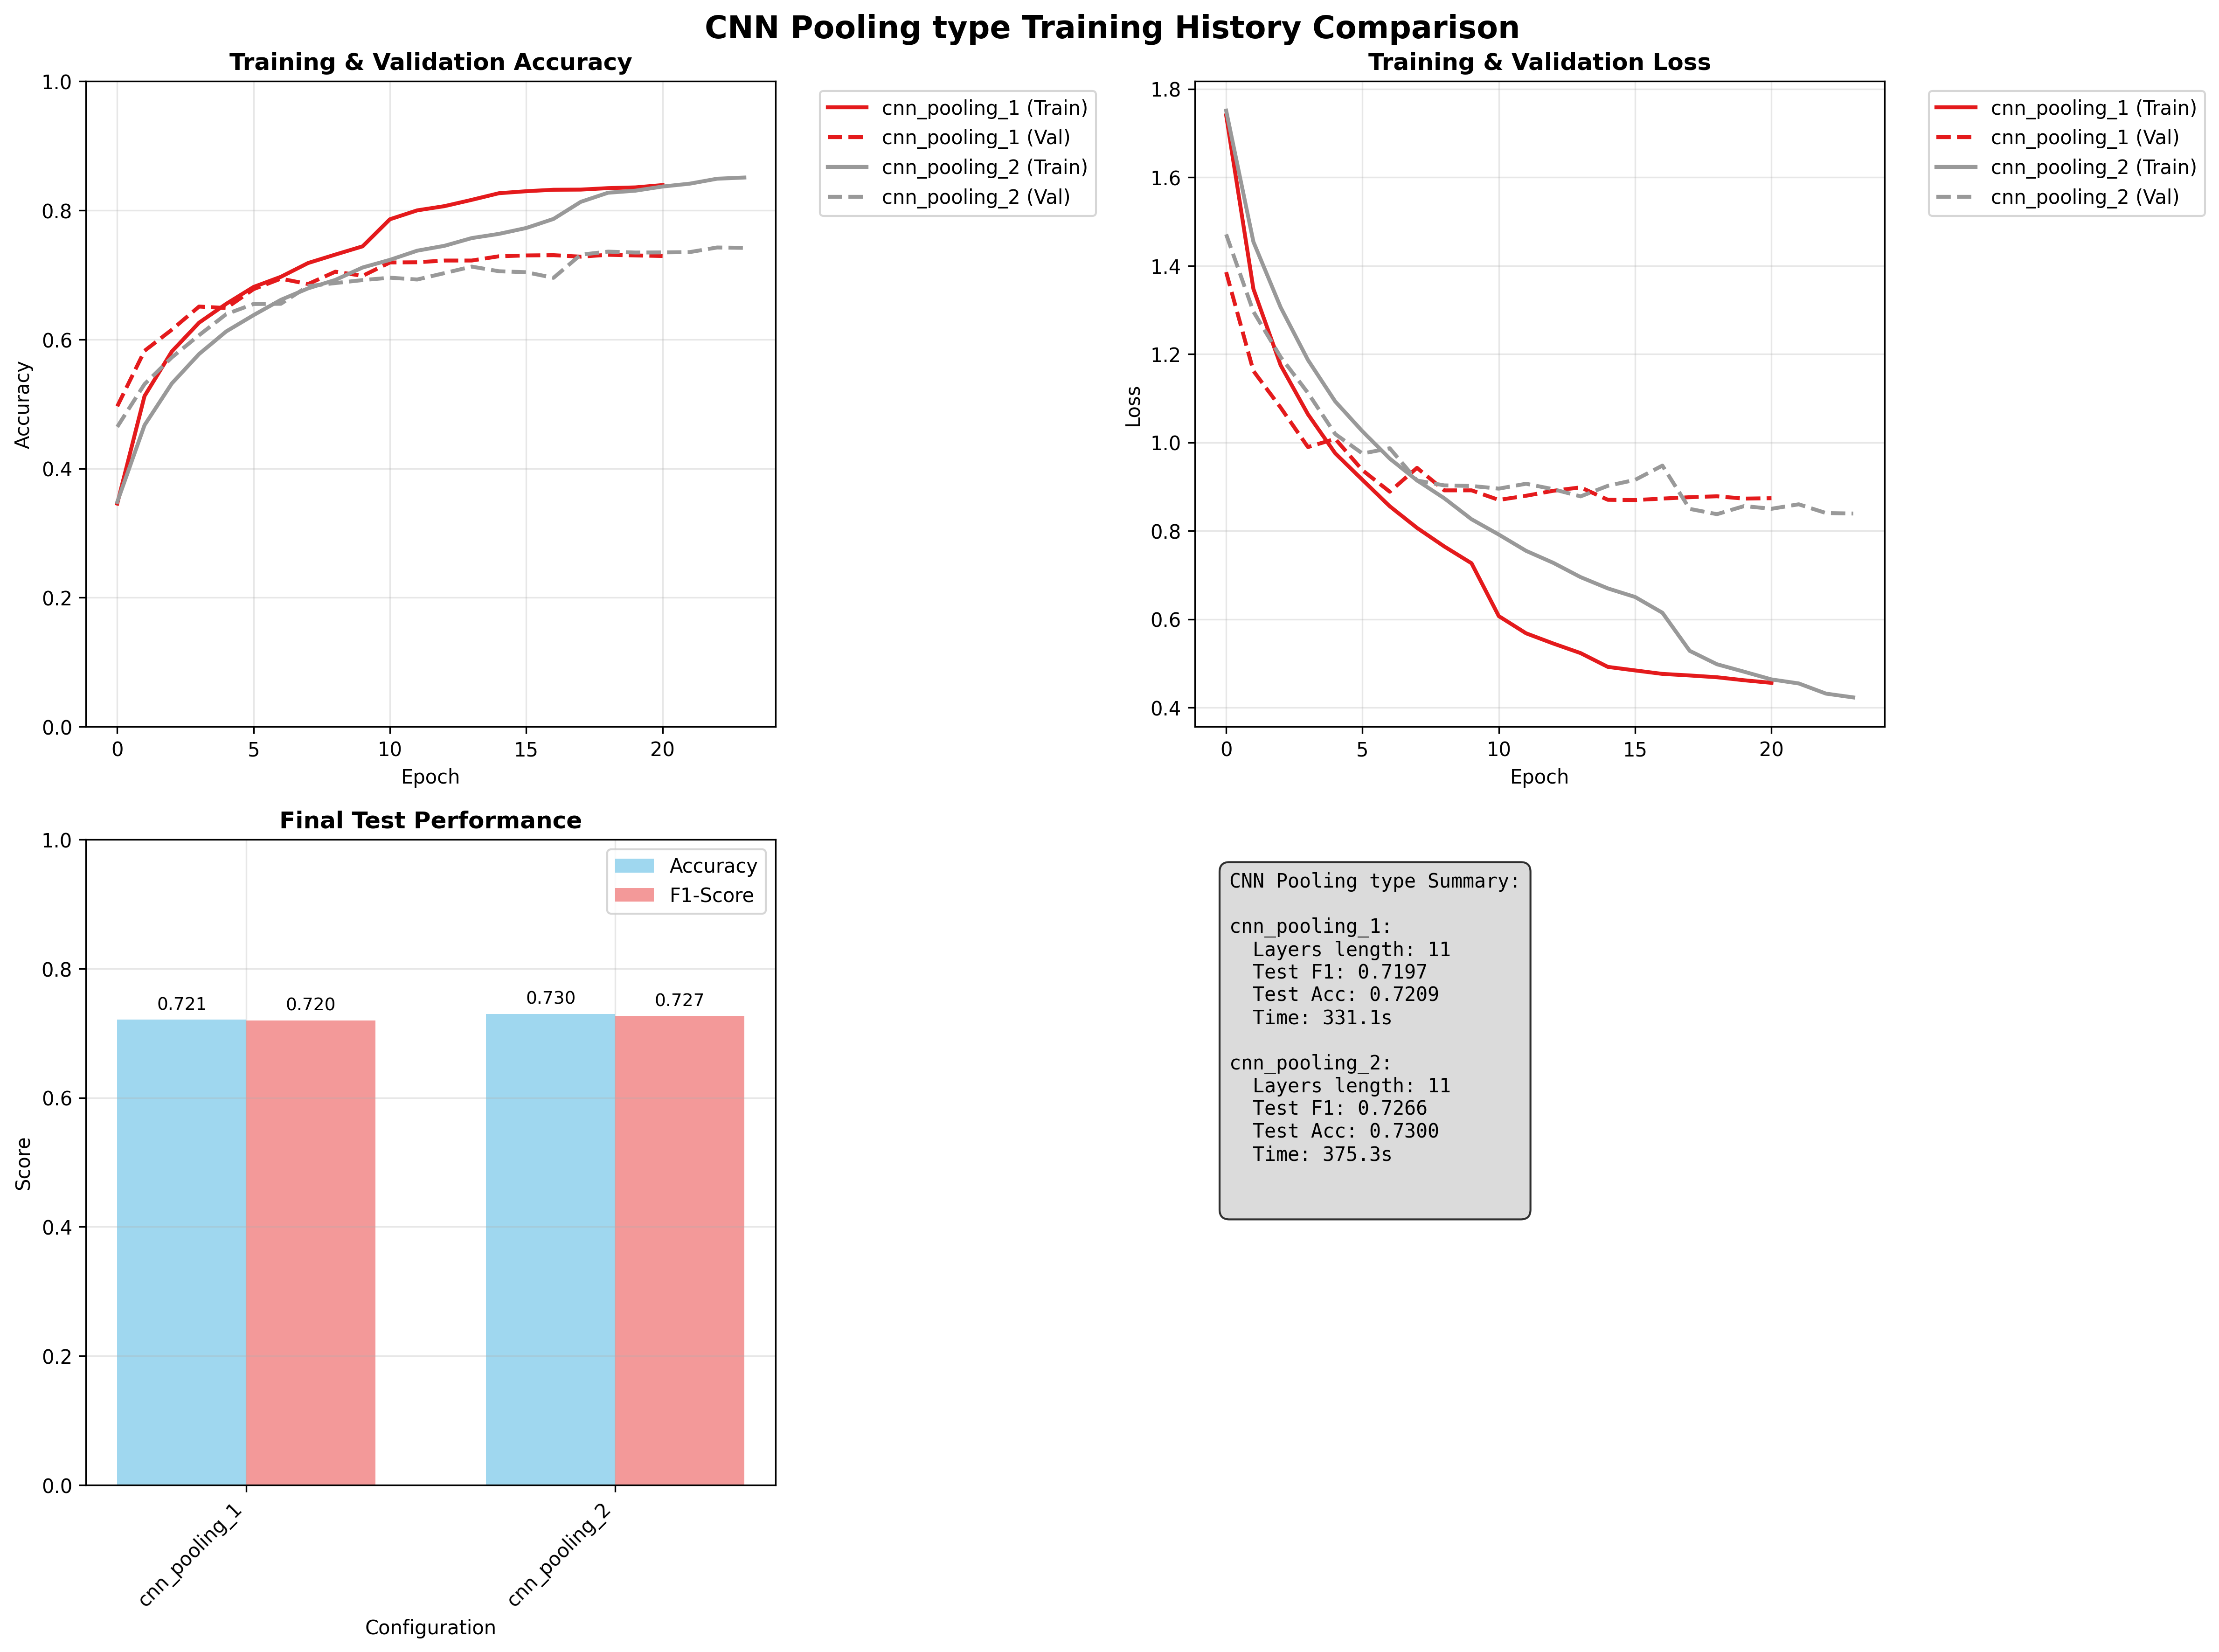 CNN Pooling type Training History Comparison
Training & Validation Accuracy
1.0
0.8
0.6
0.4
0.2
0.0
Accuracy
0
5
10
15
20
Epoch
cnn_pooling_1 (Train)
cnn_pooling_1 (Val)
cnn_pooling_2 (Train)
cnn_pooling_2 (Val)
Training & Validation Loss
1.8
1.6
1.4
1.2
1.0
0.8
0.6
0.4
Loss
0
5
10
15
20
Epoch
cnn_pooling_1 (Train)
cnn_pooling_1 (Val)
cnn_pooling_2 (Train)
cnn_pooling_2 (Val)
Final Test Performance
1.0
0.8
0.6
0.4
0.2
0.0
Score
Accuracy
F1-Score
0.721
0.720
0.730
0.727
cnn_pooling_1
cnn_pooling_2
Configuration
CNN Pooling type Summary:
cnn_pooling_1:
Layers length: 11
Test F1: 0.7197
Test Acc: 0.7209
Time: 331.1s
cnn_pooling_2:
Layers length: 11
Test F1: 0.7266
Test Acc: 0.7300
Time: 375.3s